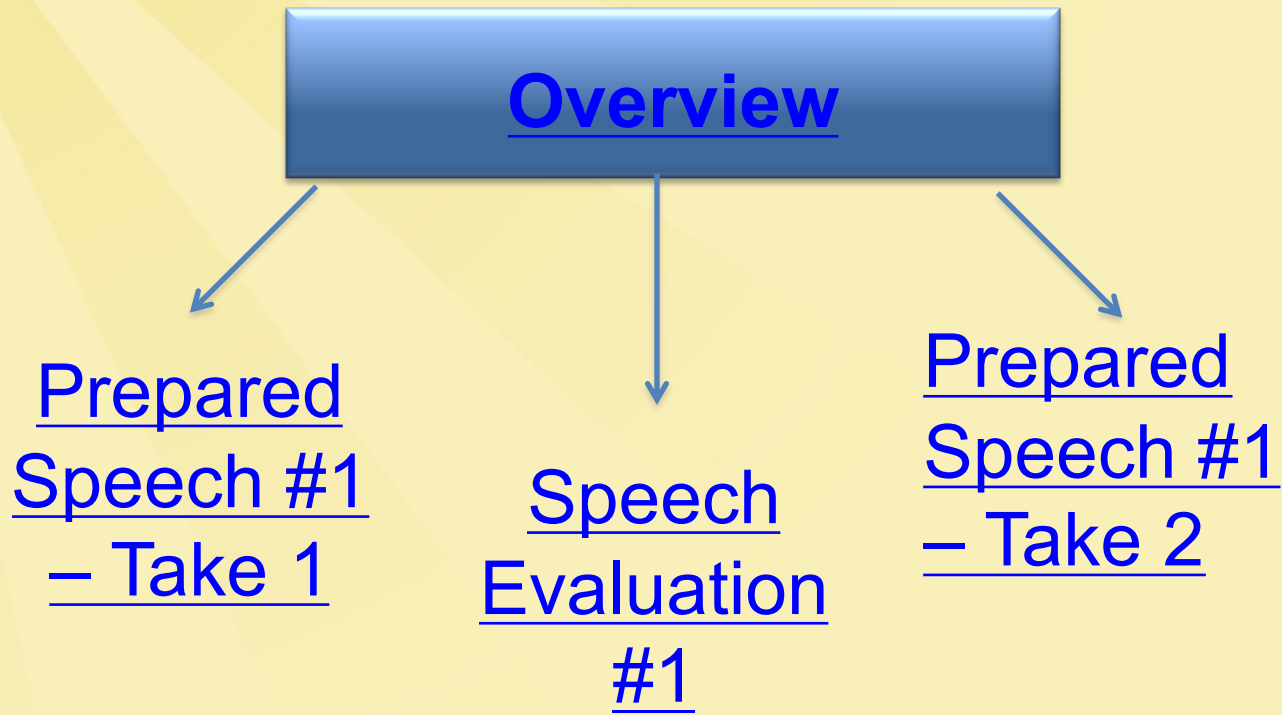 Overview
Prepared
Speech #1
– Take 1
Speech
Evaluation
#1
Prepared
Speech #1
– Take 2